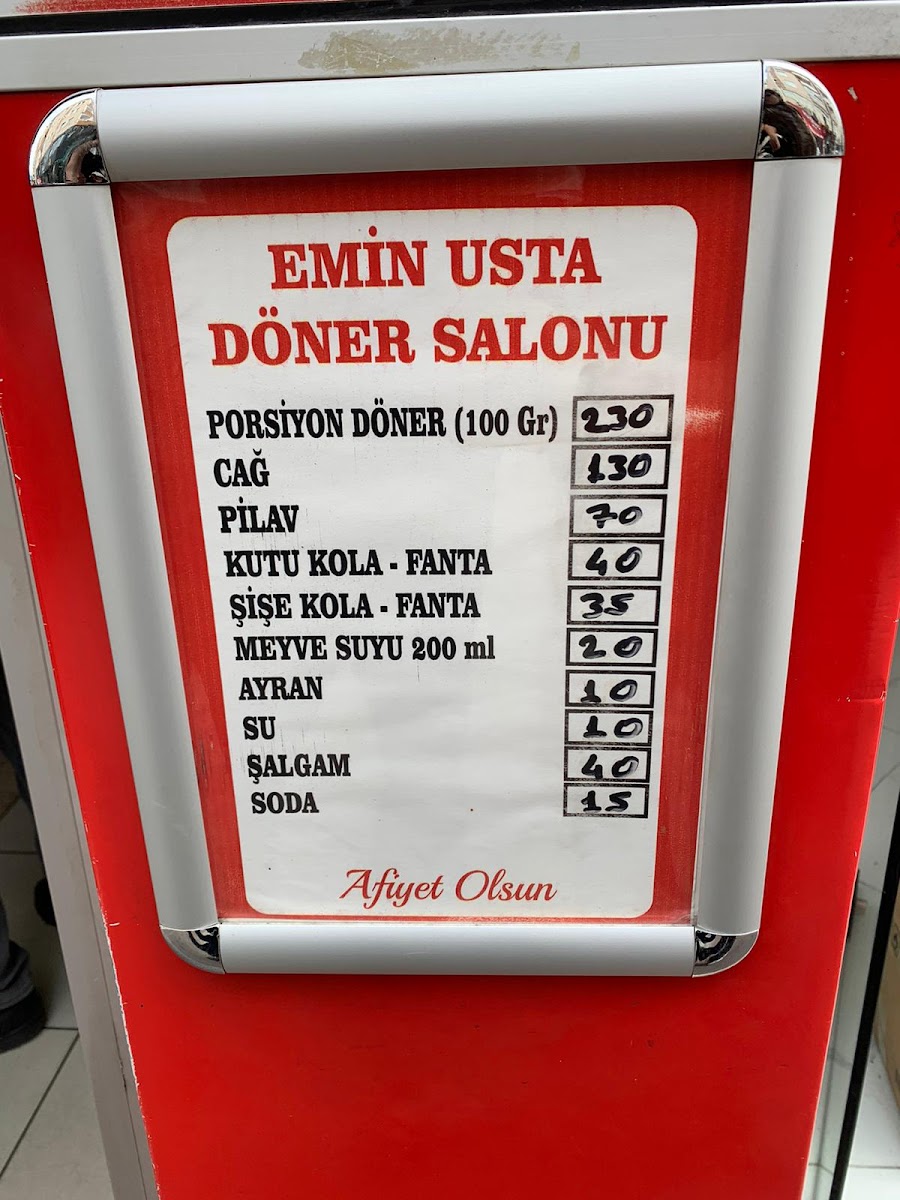 EMİN USTA
DÖNER SALONU
PORSİYON DÖNER (100 Gr) 230
CAĞ 130
PİLAV 70
KUTU KOLA - FANTA 40
ŞİŞE KOLA - FANTA 35
MEYVE SUYU 200 ml 20
AYRAN 10
SU 10
ŞALGAM 40
SODA 15
Afiyet Olsun